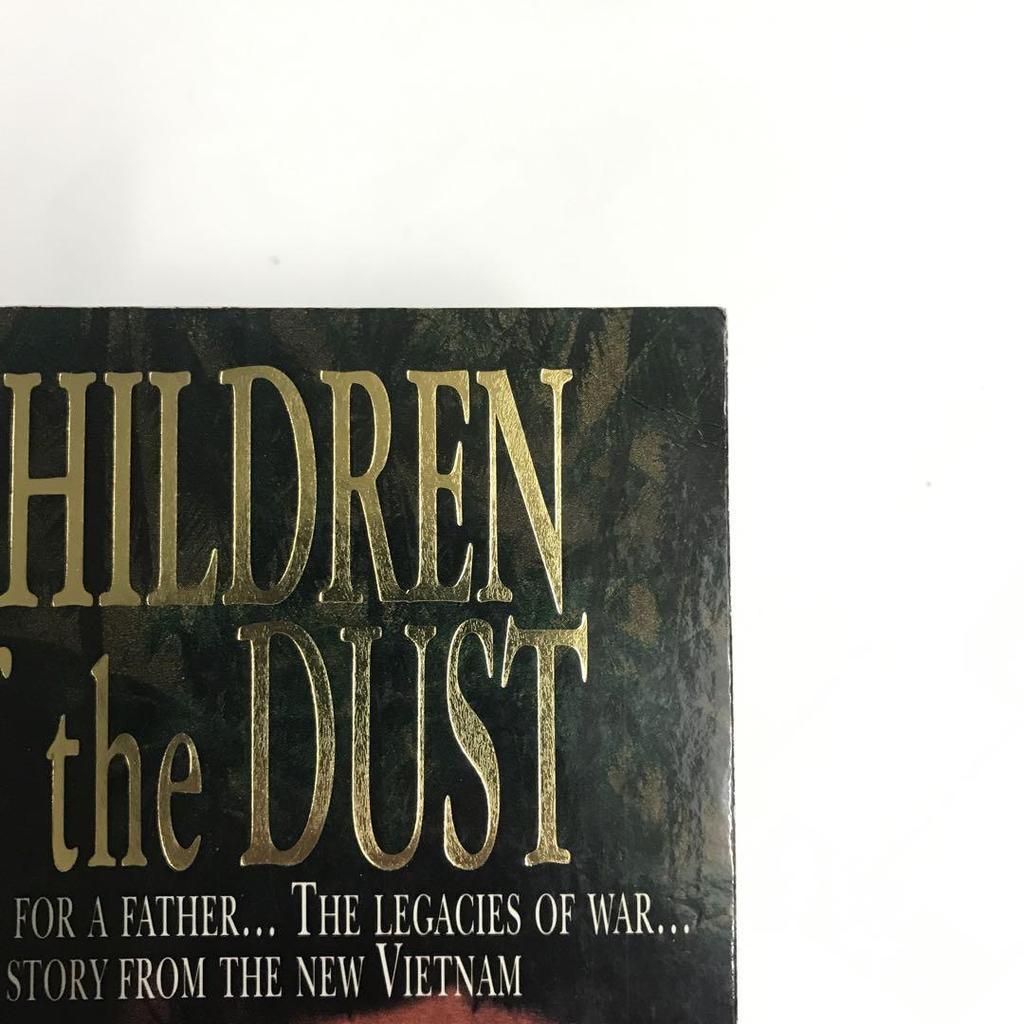 HILDREN
the DUST
FOR A FATHER... THE LEGACIES OF WAR...
STORY FROM THE NEW VIETNAM